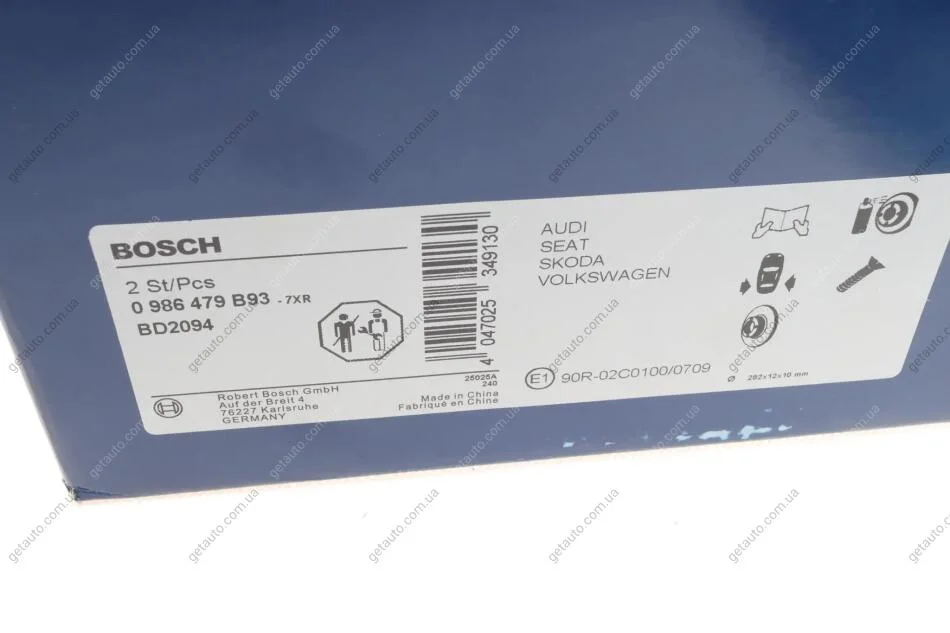 BOSCH
2 St/Pcs
0 986 479 B93 - 7XR
BD2094
Robert Bosch GmbH
Auf der Breit 4
76227 Karlsruhe
GERMANY
4 047025 349130
25025A
240
Made in China
Fabriqué en Chine
AUDI
SEAT
SKODA
VOLKSWAGEN
E1 90R-02C0100/0709
Ø 282x12x10 mm
getauto.com.ua